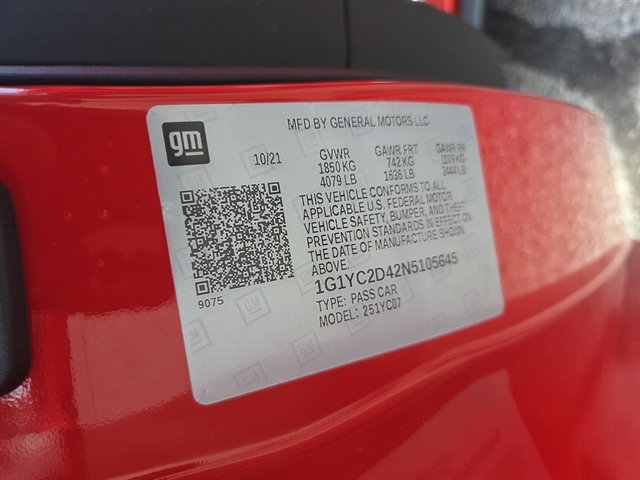 gm
MFD BY GENERAL MOTORS LLC
10/21 GVWR GAWR FRT GAWR RR
1850 KG 742 KG 1109 KG
4079 LB 1636 LB 2444 LB
THIS VEHICLE CONFORMS TO ALL
APPLICABLE U.S. FEDERAL MOTOR
VEHICLE SAFETY, BUMPER, AND THEFT
PREVENTION STANDARDS IN EFFECT ON
THE DATE OF MANUFACTURE SHOWN
ABOVE.
1G1YC2D42N5105645
TYPE: PASS CAR
MODEL: 251YC07
9075